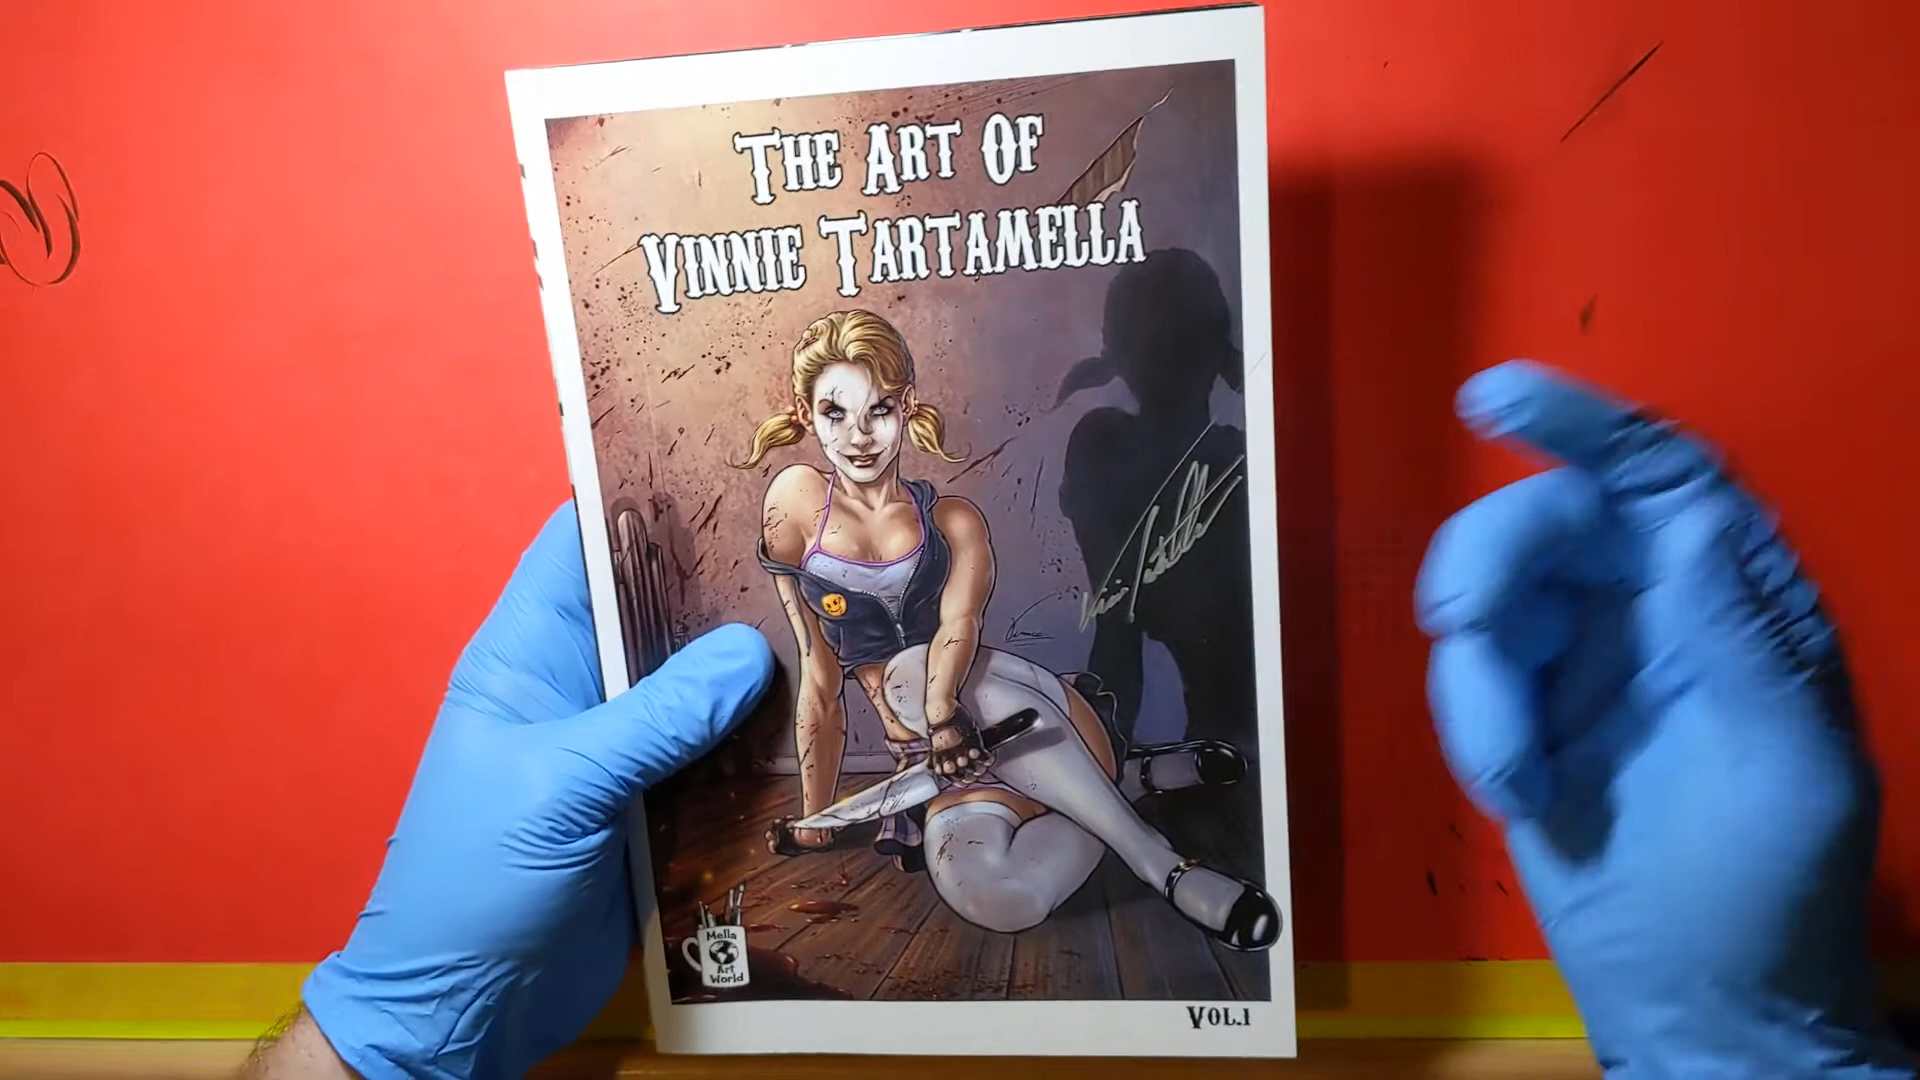 The Art Of
Vinnie Tartamella
Mella
Art
World
Vol.1